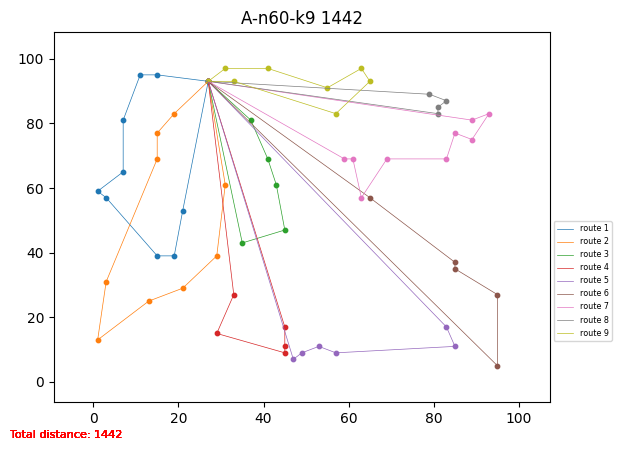 A-n60-k9 1442
100
80
60
40
20
0
0 20 40 60 80 100
route 1
route 2
route 3
route 4
route 5
route 6
route 7
route 8
route 9
Total distance: 1442